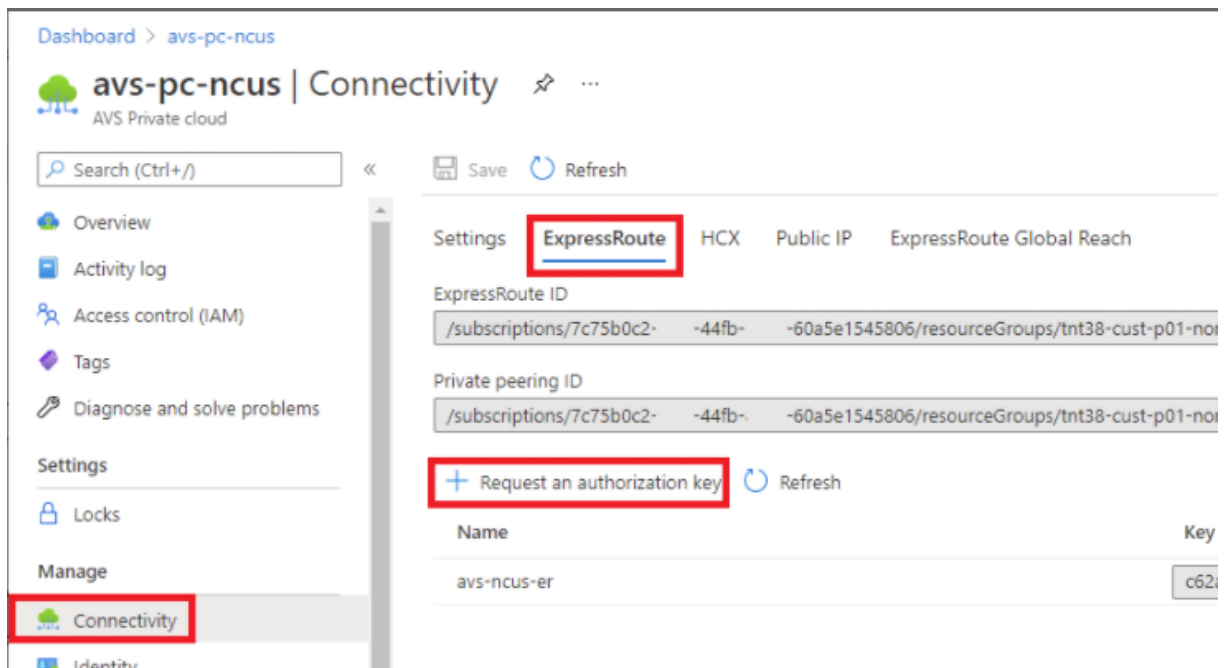 Dashboard > avs-pc-ncus
avs-pc-ncus | Connectivity ...
AVS Private cloud
Search (Ctrl+/) «
Save Refresh
Overview
Activity log
Access control (IAM)
Tags
Diagnose and solve problems
Settings
Locks
Manage
Connectivity
Identity
Settings ExpressRoute HCX Public IP ExpressRoute Global Reach
ExpressRoute ID
/subscriptions/7c75b0c2- -44fb- -60a5e1545806/resourceGroups/tnt38-cust-p01-nor
Private peering ID
/subscriptions/7c75b0c2- -44fb- -60a5e1545806/resourceGroups/tnt38-cust-p01-nor
+ Request an authorization key Refresh
Name Key
avs-ncus-er c62a